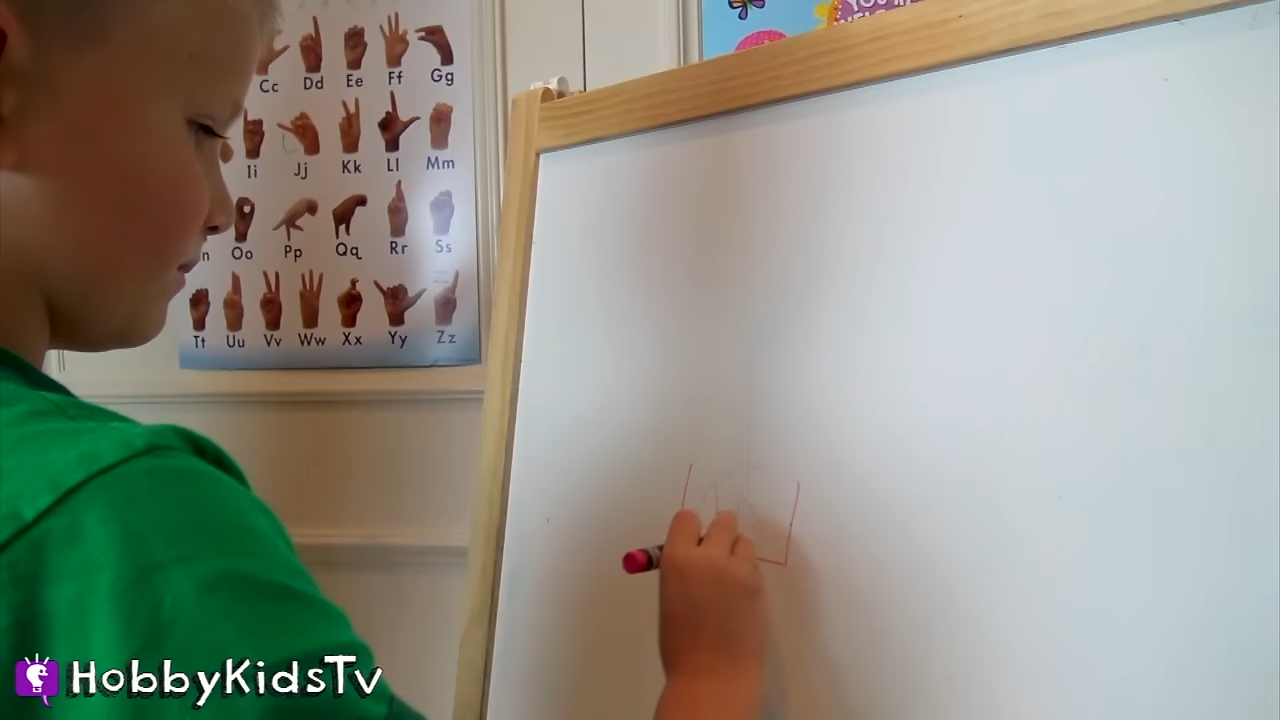 Cc Dd Ee Ff Gg
Ii Jj Kk Ll Mm
n Oo Pp Qq Rr Ss
Tt Uu Vv Ww Xx Yy Zz
HobbyKidsTv